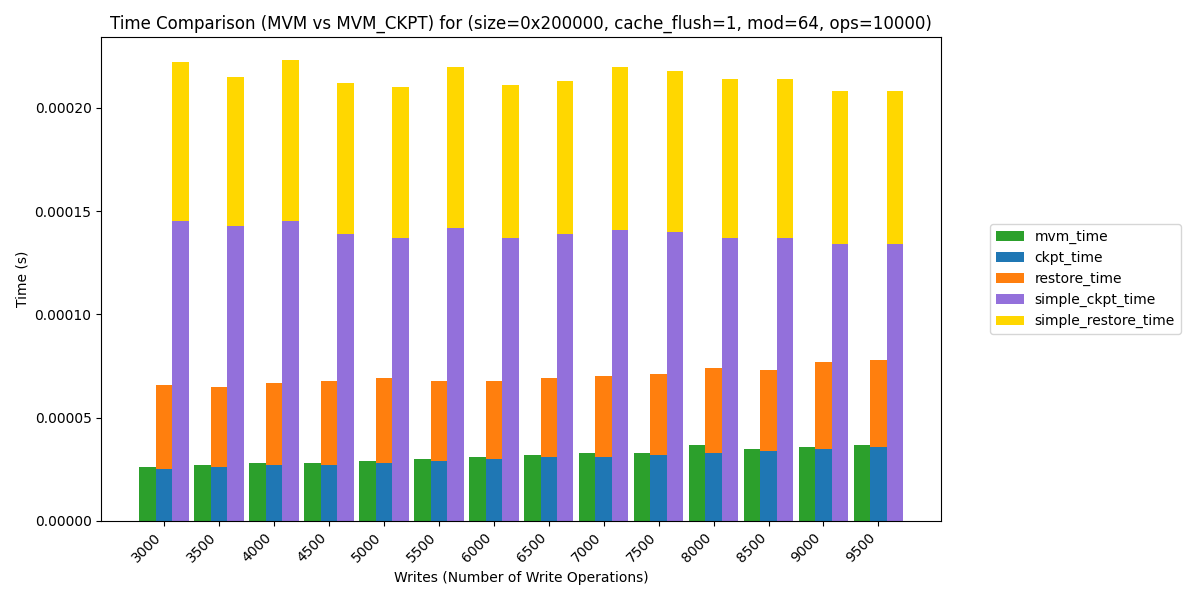 Time Comparison (MVM vs MVM_CKPT) for (size=0x200000, cache_flush=1, mod=64, ops=10000)
Time (s)
0.00020
0.00015
0.00010
0.00005
0.00000
3000
3500
4000
4500
5000
5500
6000
6500
7000
7500
8000
8500
9000
9500
Writes (Number of Write Operations)
mvm_time
ckpt_time
restore_time
simple_ckpt_time
simple_restore_time